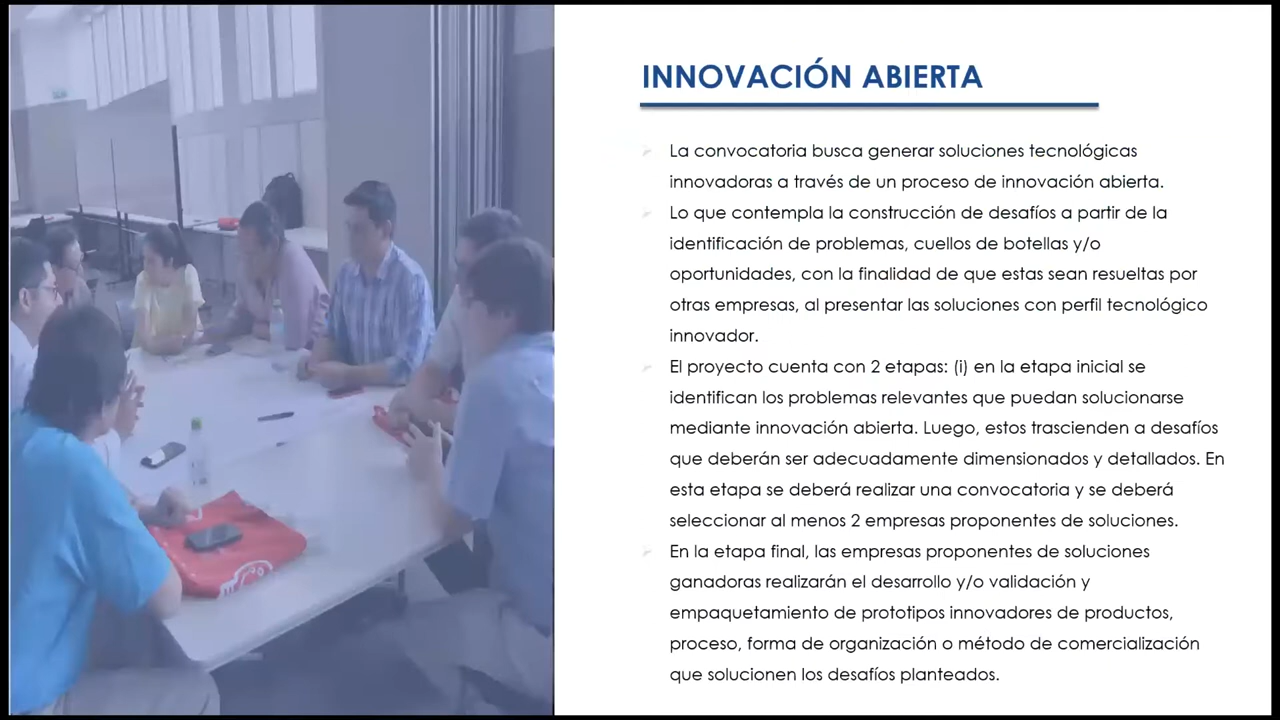 INNOVACIÓN ABIERTA
La convocatoria busca generar soluciones tecnológicas
innovadoras a través de un proceso de innovación abierta.
Lo que contempla la construcción de desafíos a partir de la
identificación de problemas, cuellos de botellas y/o
oportunidades, con la finalidad de que estas sean resueltas por
otras empresas, al presentar las soluciones con perfil tecnológico
innovador.
El proyecto cuenta con 2 etapas: (i) en la etapa inicial se
identifican los problemas relevantes que puedan solucionarse
mediante innovación abierta. Luego, estos trascienden a desafíos
que deberán ser adecuadamente dimensionados y detallados. En
esta etapa se deberá realizar una convocatoria y se deberá
seleccionar al menos 2 empresas proponentes de soluciones.
En la etapa final, las empresas proponentes de soluciones
ganadoras realizarán el desarrollo y/o validación y
empaquetamiento de prototipos innovadores de productos,
proceso, forma de organización o método de comercialización
que solucionen los desafíos planteados.